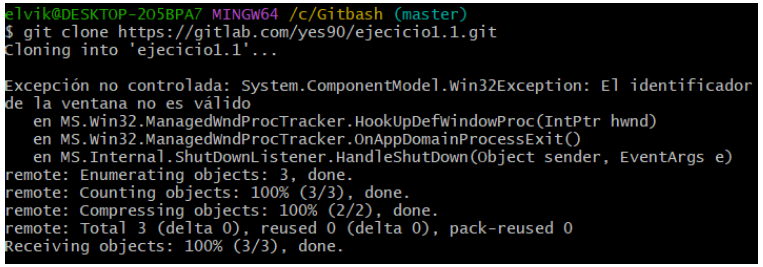 elvik@DESKTOP-2O5BPA7 MINGW64 /c/Gitbash (master)
$ git clone https://gitlab.com/yes90/ejecicio1.1.git
Cloning into 'ejecicio1.1'...
Excepción no controlada: System.ComponentModel.Win32Exception: El identificador
de la ventana no es válido
en MS.Win32.ManagedWndProcTracker.HookUpDefWindowProc(IntPtr hwnd)
en MS.Win32.ManagedWndProcTracker.OnAppDomainProcessExit()
en MS.Internal.ShutDownListener.HandleShutDown(Object sender, EventArgs e)
remote: Enumerating objects: 3, done.
remote: Counting objects: 100% (3/3), done.
remote: Compressing objects: 100% (2/2), done.
remote: Total 3 (delta 0), reused 0 (delta 0), pack-reused 0
Receiving objects: 100% (3/3), done.